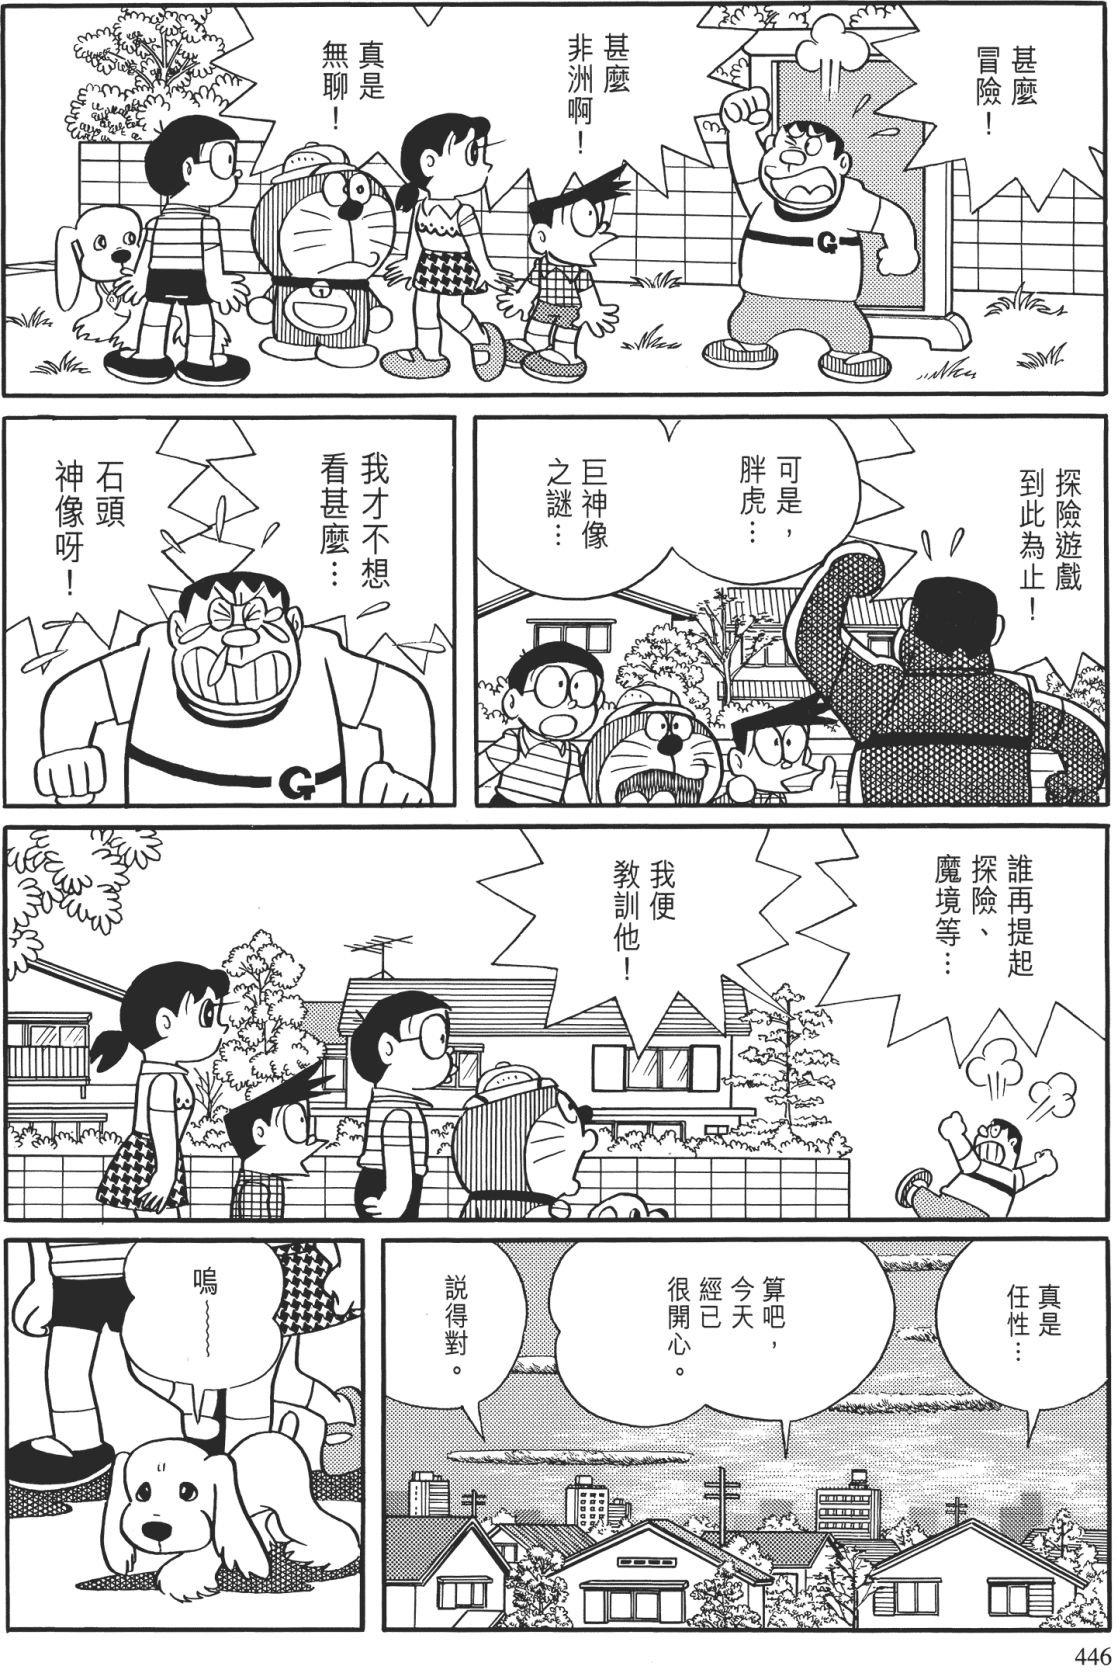 甚麼
冒險！
甚麼
非洲啊！
真是
無聊！
G
探險遊戲
到此為止！
可是，
胖虎…
巨神像
之謎…
我才不想
看甚麼…
石頭
神像呀！
G
誰再提起
探險、
魔境等…
我便
教訓他！
真是
任性…
算吧，
今天
經已
很開心。
説得對。
嗚~~~~
446